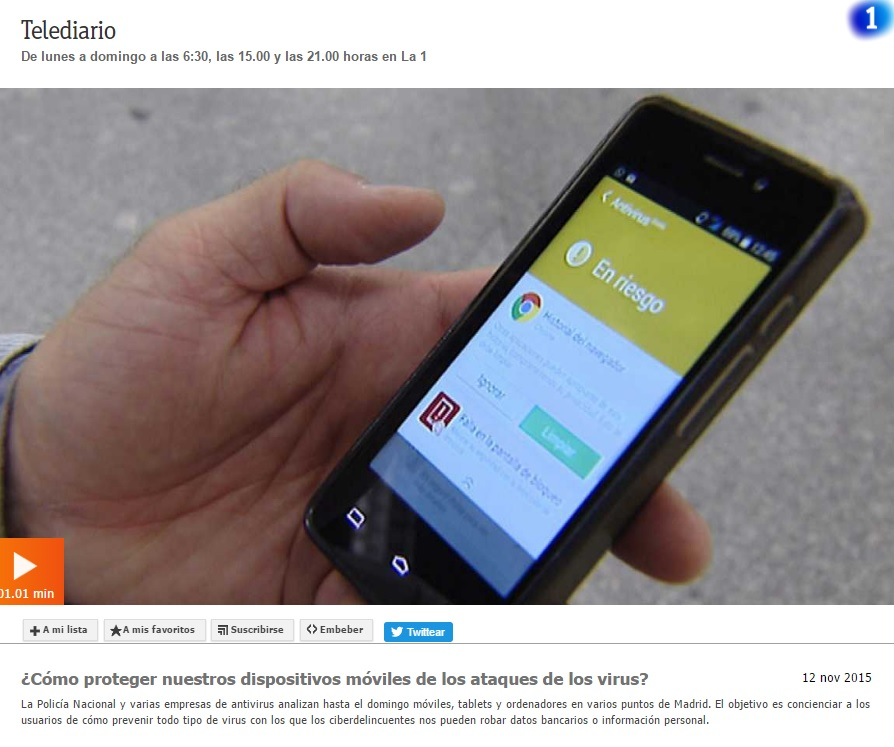 Telediario
1
De lunes a domingo a las 6:30, las 15.00 y las 21.00 horas en La 1
12:45
Antivirus
En riesgo
Historial del navegador
Ignorar
Limpiar
Falla en la pantalla de bloqueo
01.01 min
A mi lista
A mis favoritos
Suscribirse
Embeber
Twittear
¿Cómo proteger nuestros dispositivos móviles de los ataques de los virus?
12 nov 2015
La Policía Nacional y varias empresas de antivirus analizan hasta el domingo móviles, tablets y ordenadores en varios puntos de Madrid. El objetivo es concienciar a los
usuarios de cómo prevenir todo tipo de virus con los que los ciberdelincuentes nos pueden robar datos bancarios o información personal.